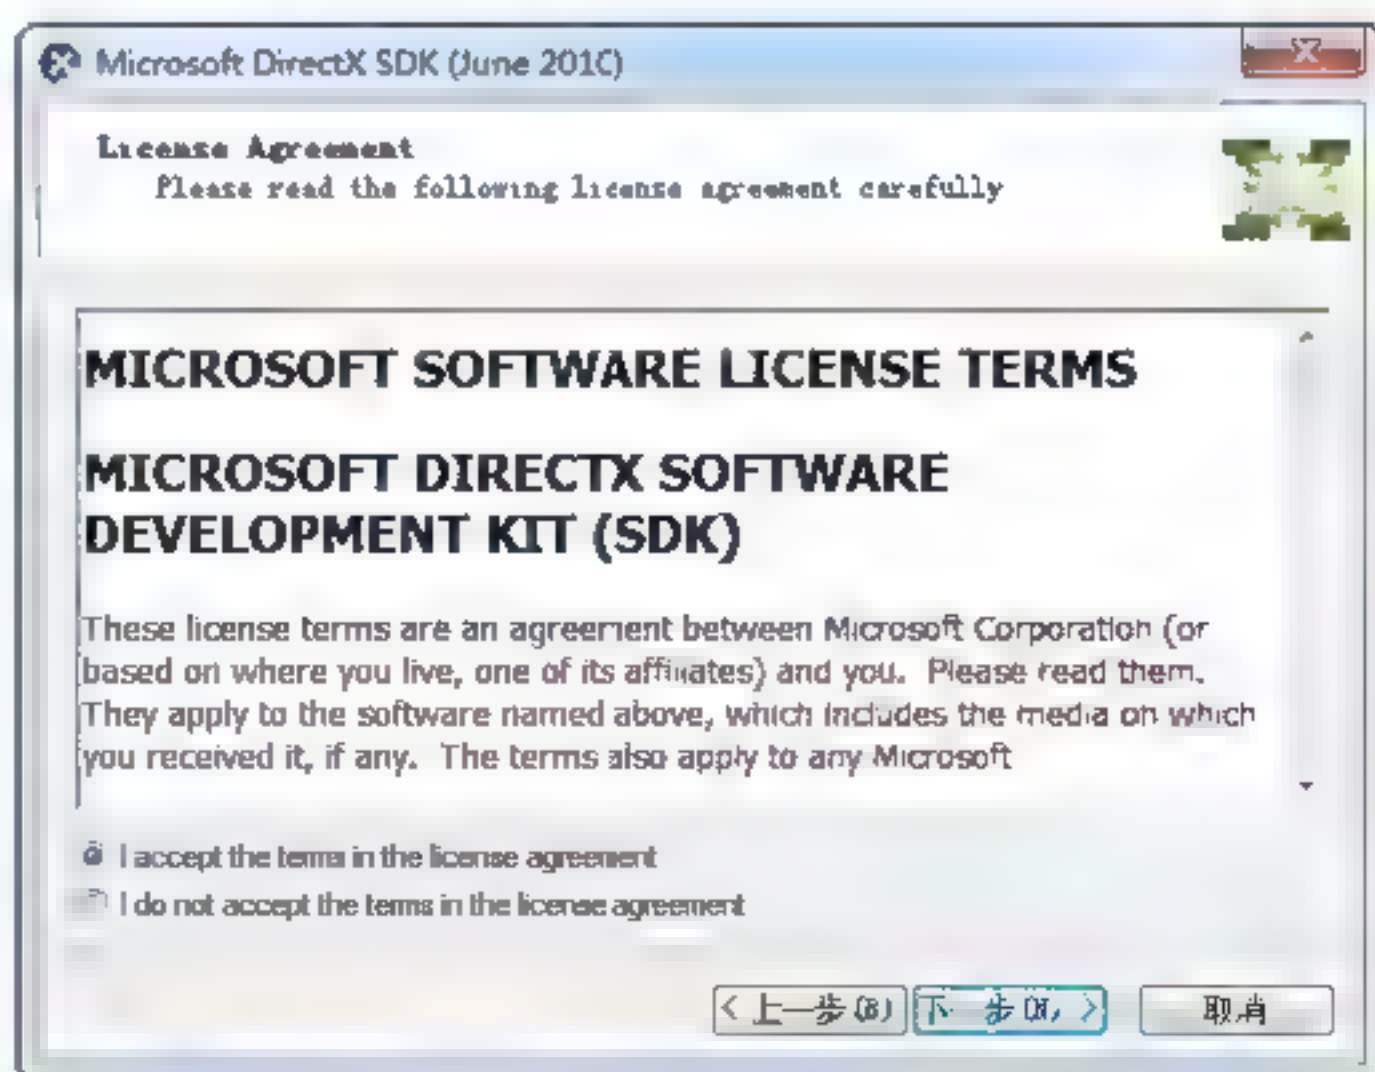 Microsoft DirectX SDK (June 2010)
License Agreement
Please read the following license agreement carefully
MICROSOFT SOFTWARE LICENSE TERMS
MICROSOFT DIRECTX SOFTWARE
DEVELOPMENT KIT (SDK)
These license terms are an agreement between Microsoft Corporation (or
based on where you live, one of its affiliates) and you.  Please read them.
They apply to the software named above, which includes the media on which
you received it, if any.  The terms also apply to any Microsoft
I accept the terms in the license agreement
I do not accept the terms in the license agreement
< 上一步(B) 下一步(N) > 取消